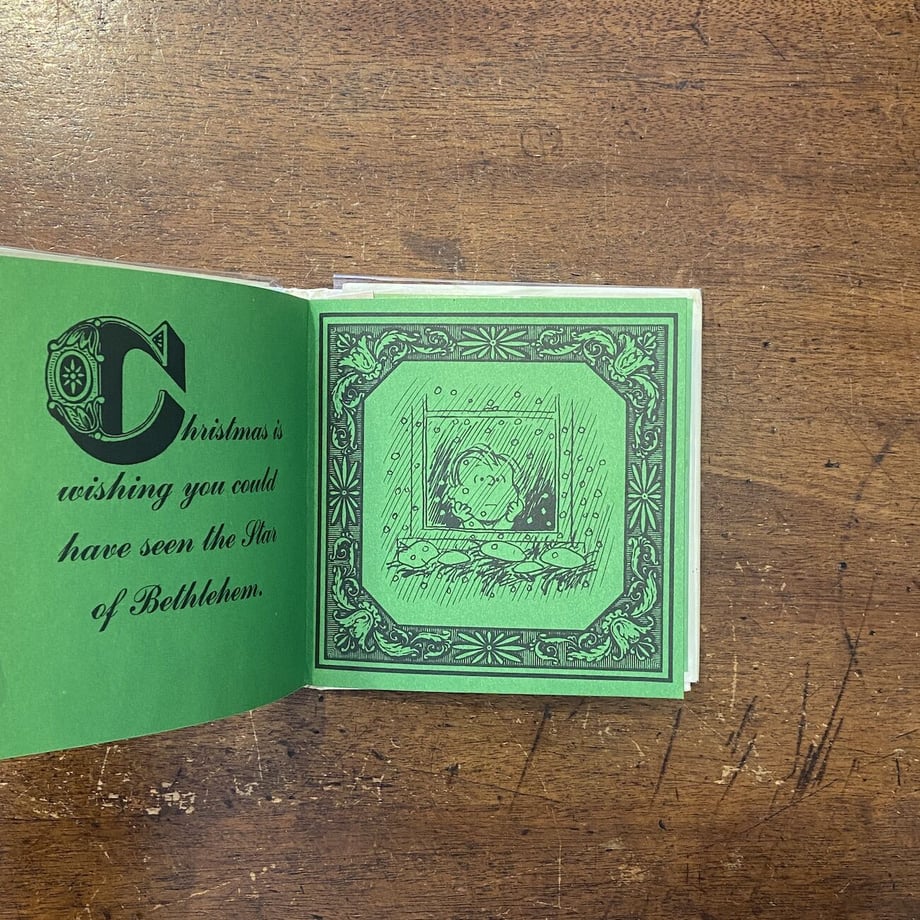 Christmas is
wishing you could
have seen the Star
of Bethlehem.